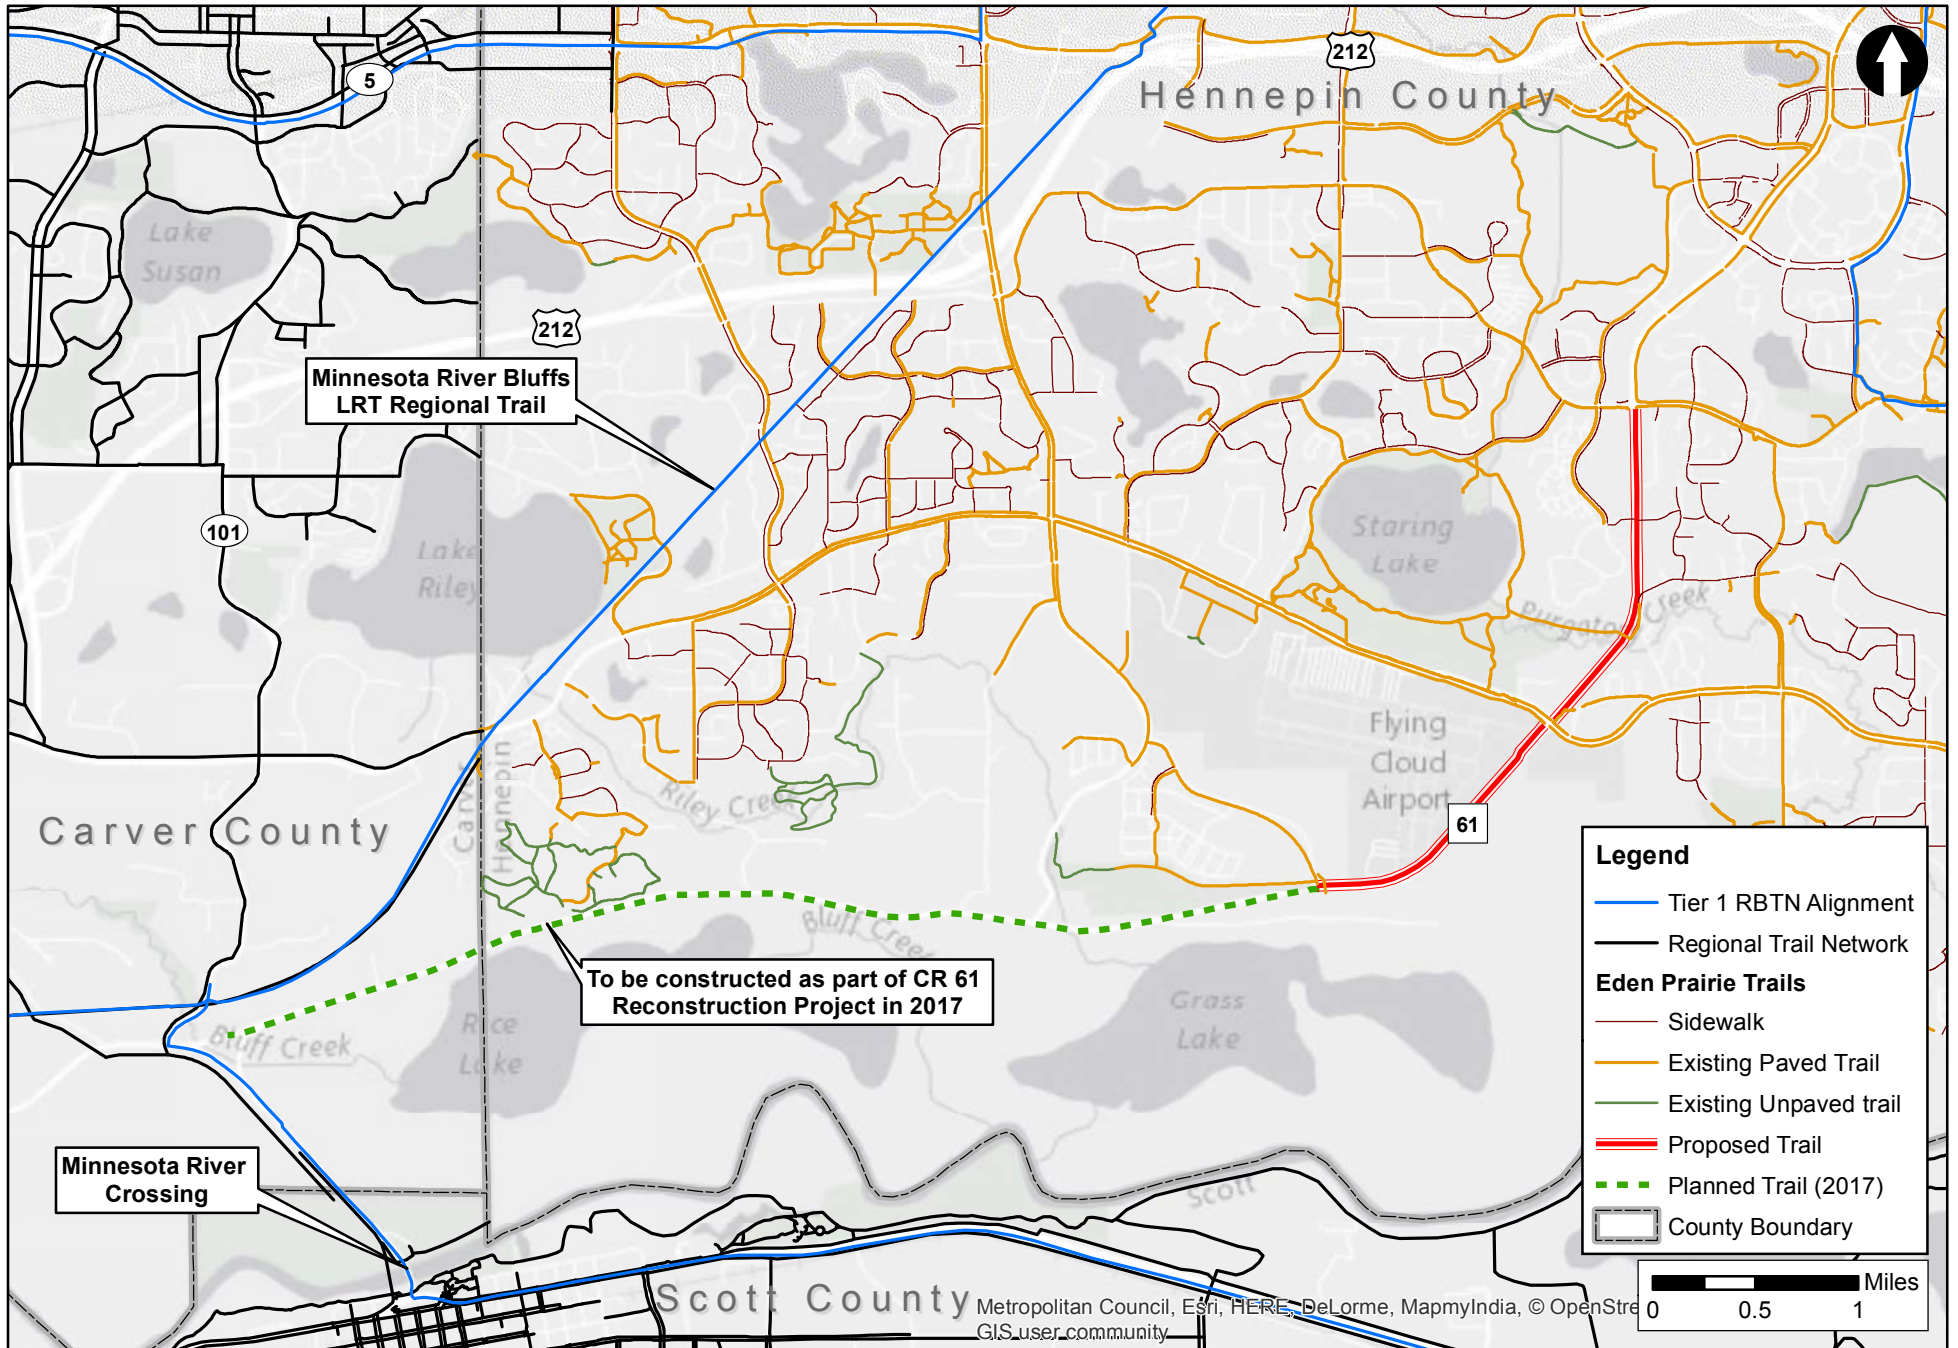 5
212
Hennepin County
Lake
Susan
212
Minnesota River Bluffs
LRT Regional Trail
101
Lake
Riley
Staring
Lake
Purgatory Creek
Flying
Cloud
Airport
61
Riley Creek
Carver
Hennepin
Carver County
Bluff Creek
To be constructed as part of CR 61
Reconstruction Project in 2017
Rice
Lake
Grass
Lake
Bluff Creek
Minnesota River
Crossing
Scott
Scott County
Legend
Tier 1 RBTN Alignment
Regional Trail Network
Eden Prairie Trails
Sidewalk
Existing Paved Trail
Existing Unpaved trail
Proposed Trail
Planned Trail (2017)
County Boundary
Miles
0 0.5 1
Metropolitan Council, Esri, HERE, DeLorme, MapmyIndia, © OpenStre
GIS user community